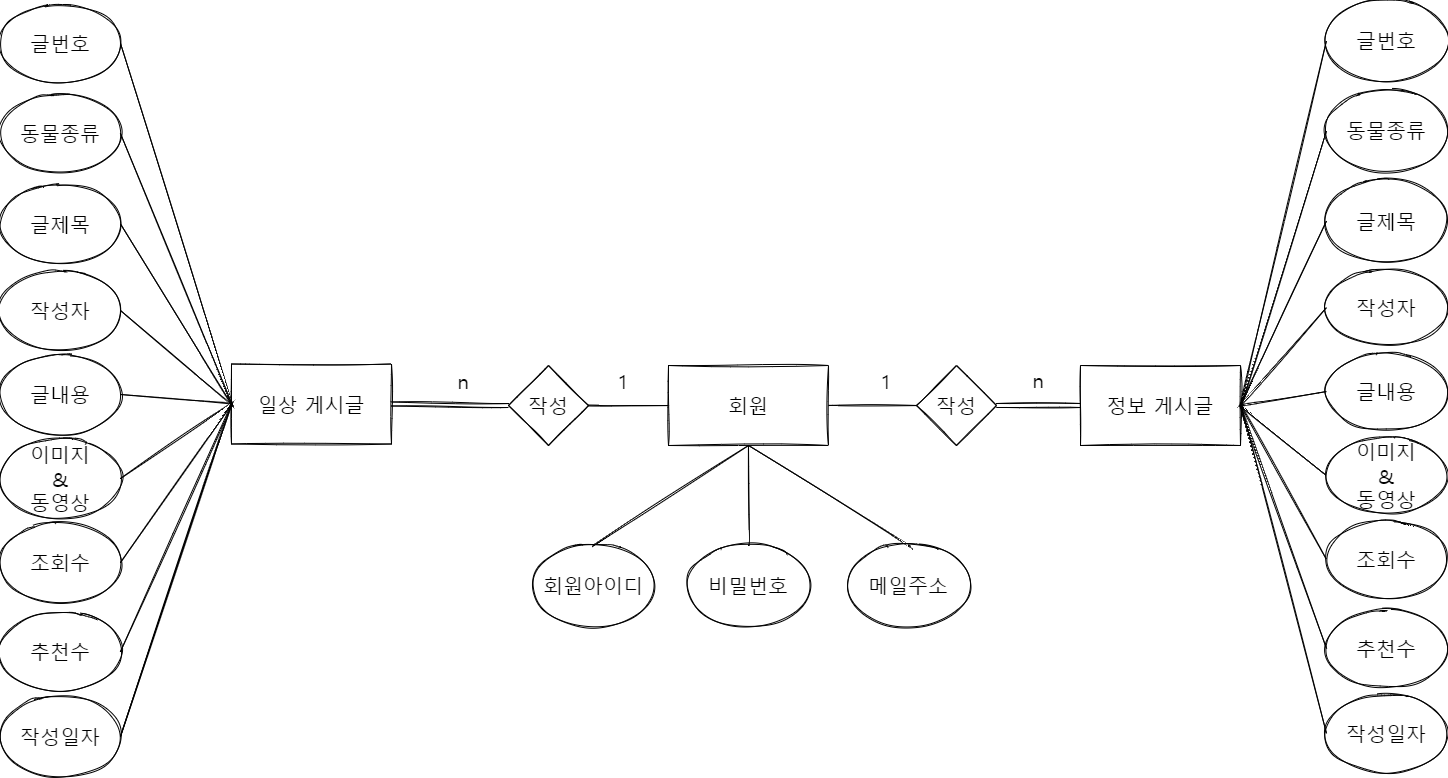 글번호
동물종류
글제목
작성자
글내용
이미지
&
동영상
조회수
추천수
작성일자
일상 게시글
n
작성
1
회원
1
작성
n
정보 게시글
회원아이디
비밀번호
메일주소
글번호
동물종류
글제목
작성자
글내용
이미지
&
동영상
조회수
추천수
작성일자